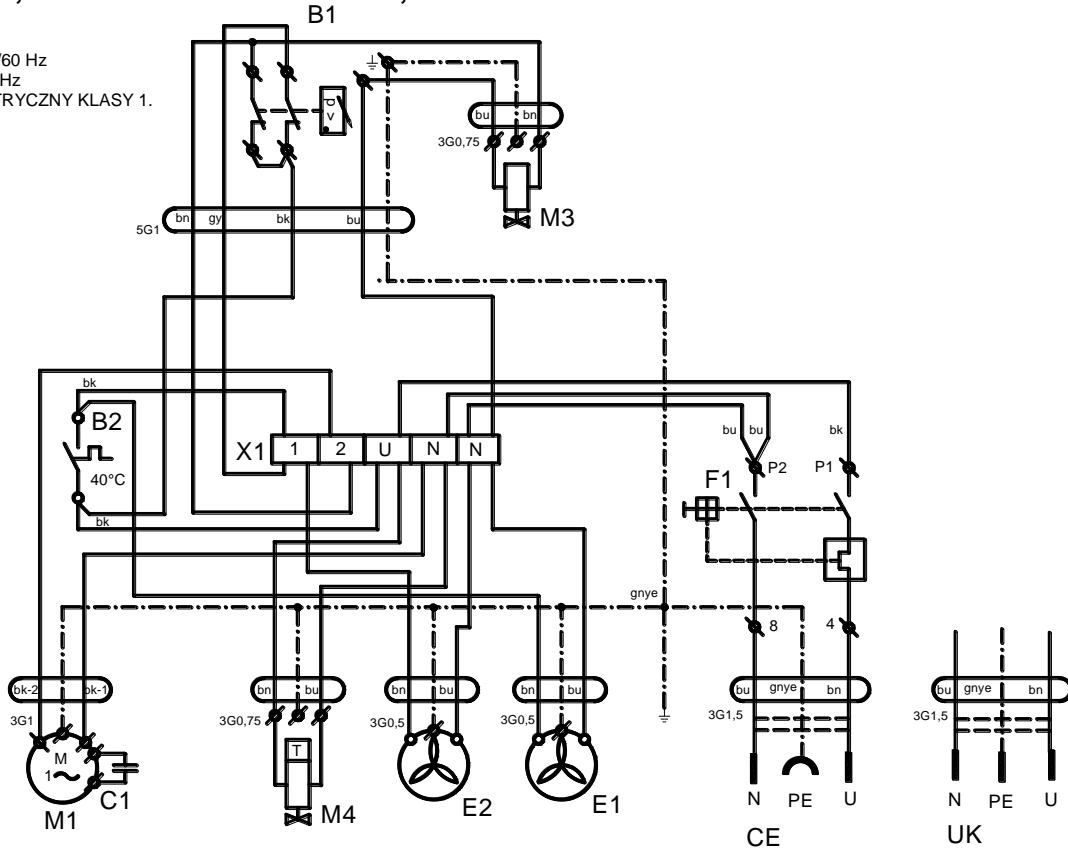 B1
/60 Hz
Hz
TRYCZNY KLASY 1.
p
<
bu bn
3G0,75
M3
bn gy bk bu
5G1
bk
B2
X1 1 2 U N N
bu bu bk
40°C
P2 P1
F1
bk
gnye
8 4
bk-2 bk-1
bn bu
bn bu
bn bu
bu gnye bn
bu gnye bn
3G1
3G0,75
3G0,5
3G0,5
3G1,5
3G1,5
M
1
T
C1
M1
M4
E2
E1
N PE U
N PE U
CE
UK